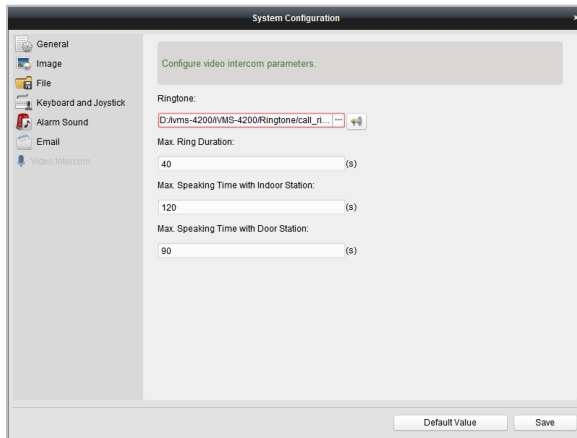 System Configuration
General
Image
File
Keyboard and Joystick
Alarm Sound
Email
Video Intercom
Configure video intercom parameters.
Ringtone:
D:/ivms-4200/iVMS-4200/Ringtone/call_ri... ...
Max. Ring Duration:
40 (s)
Max. Speaking Time with Indoor Station:
120 (s)
Max. Speaking Time with Door Station:
90 (s)
Default Value Save